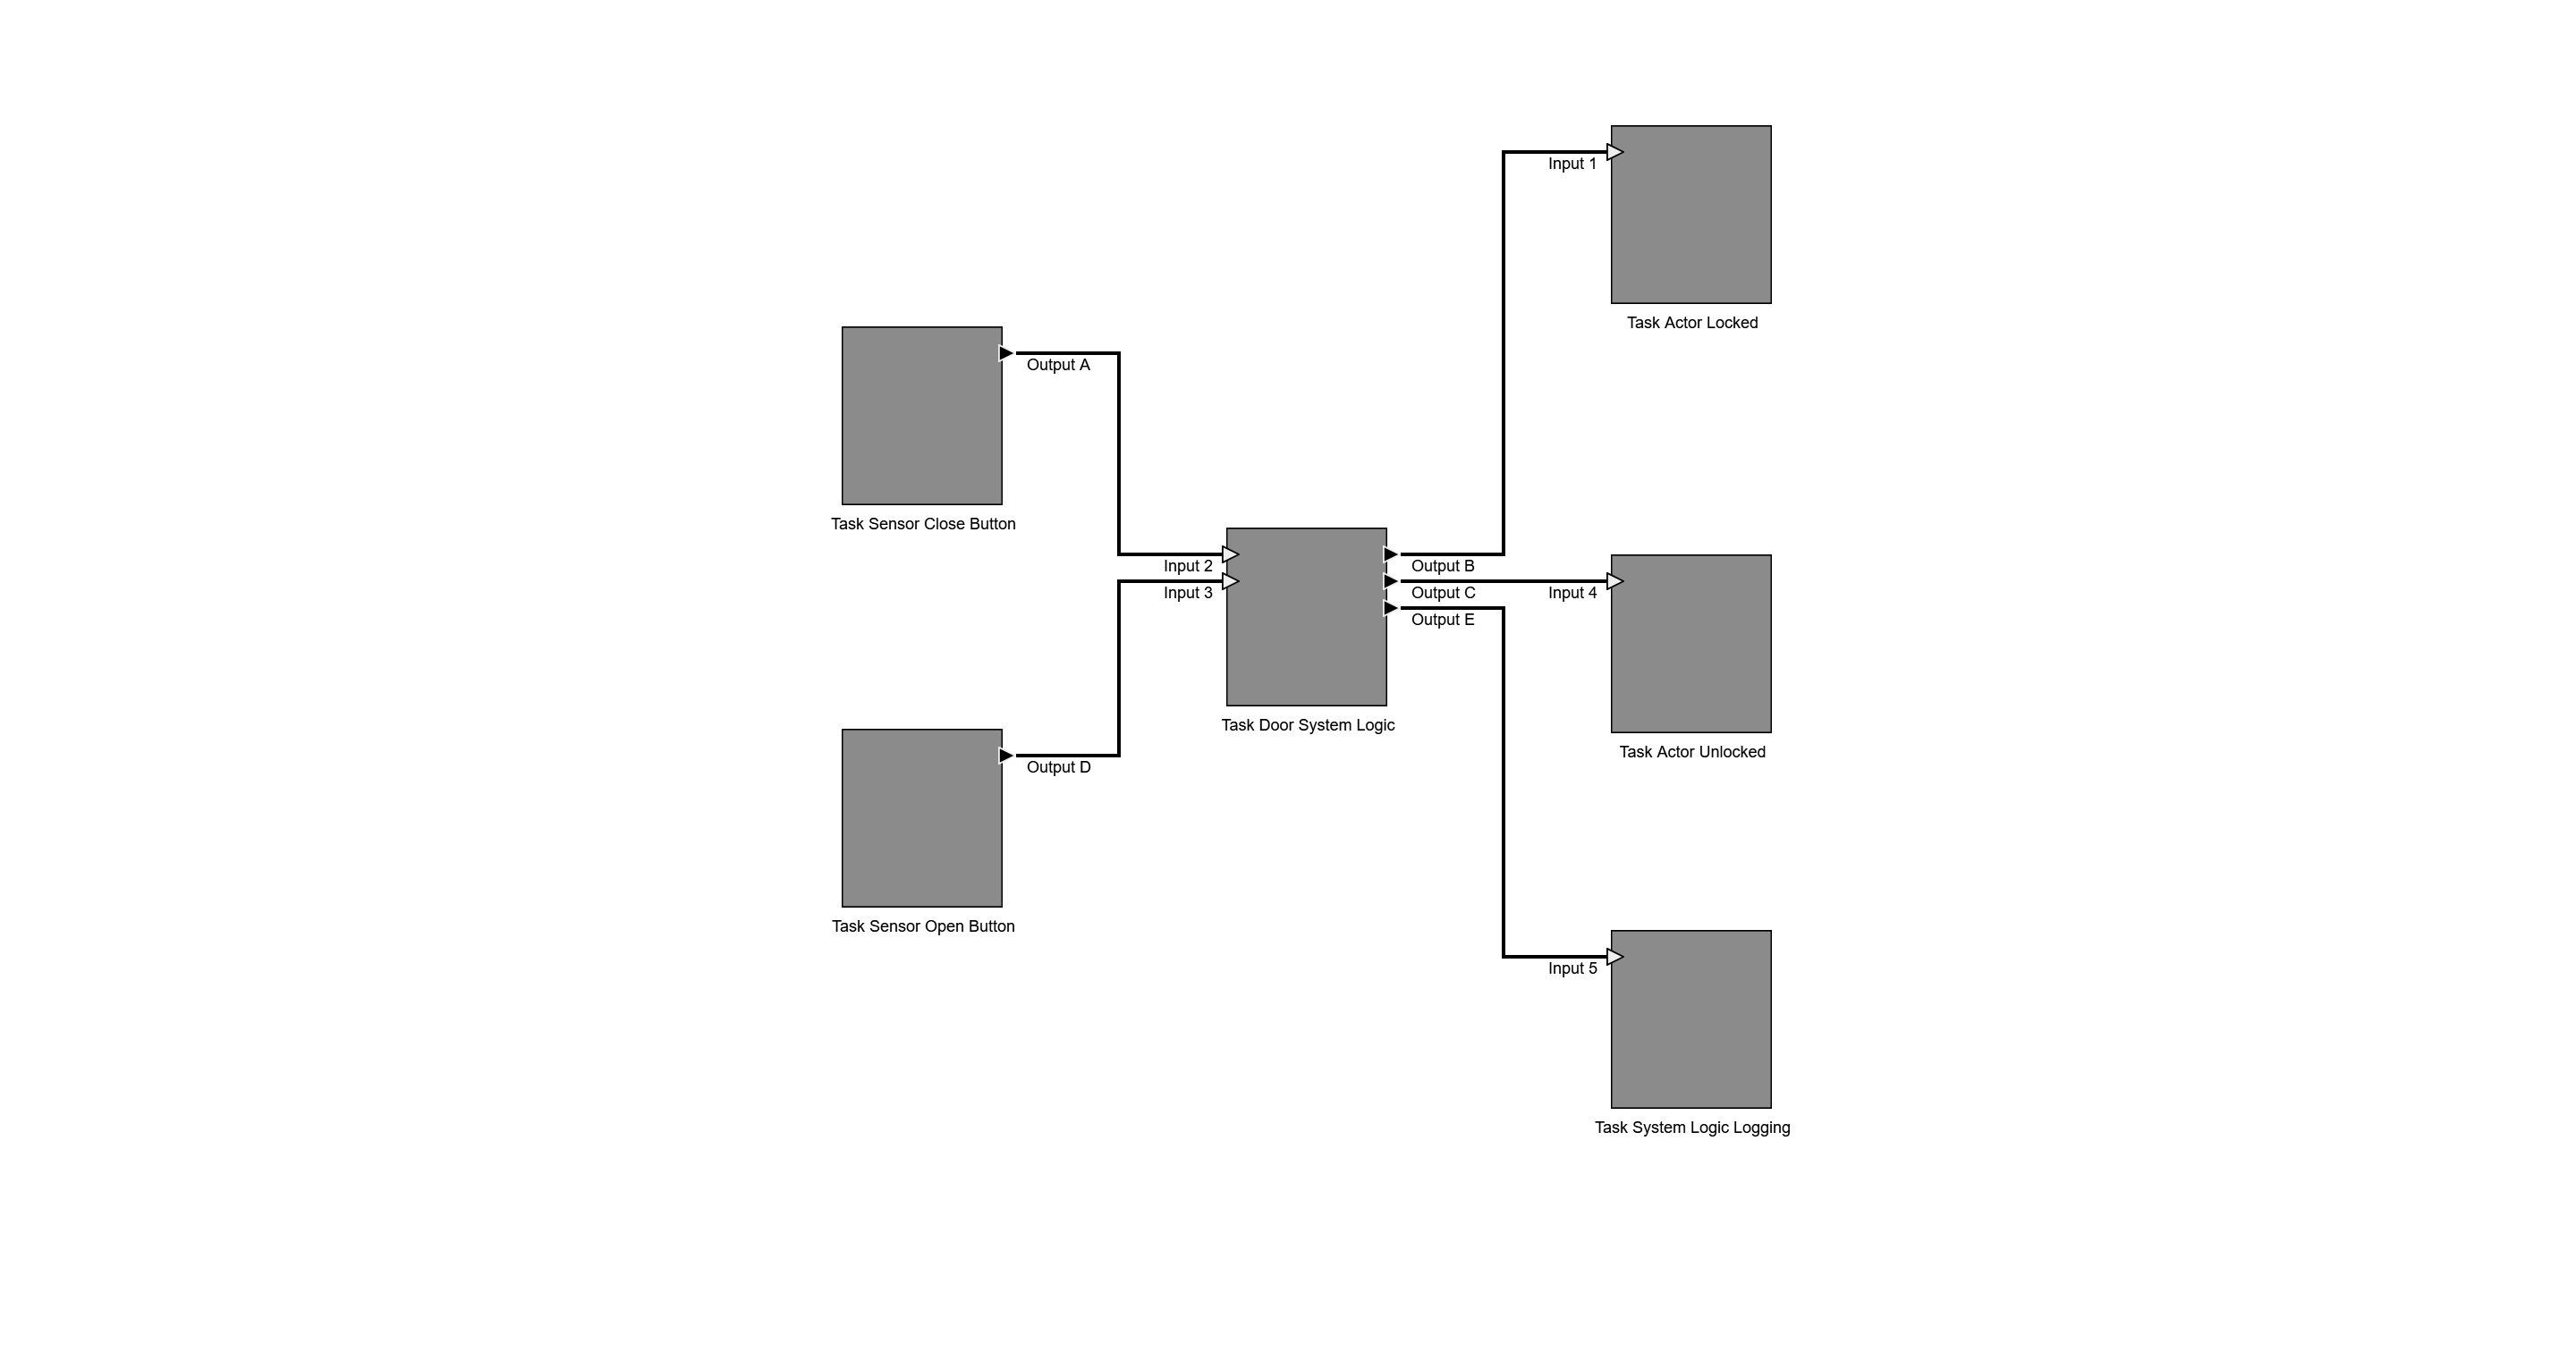 Input 1
Task Actor Locked
Output A
Task Sensor Close Button
Input 2
Output B
Input 3
Output C
Input 4
Output E
Task Door System Logic
Task Actor Unlocked
Output D
Task Sensor Open Button
Input 5
Task System Logic Logging